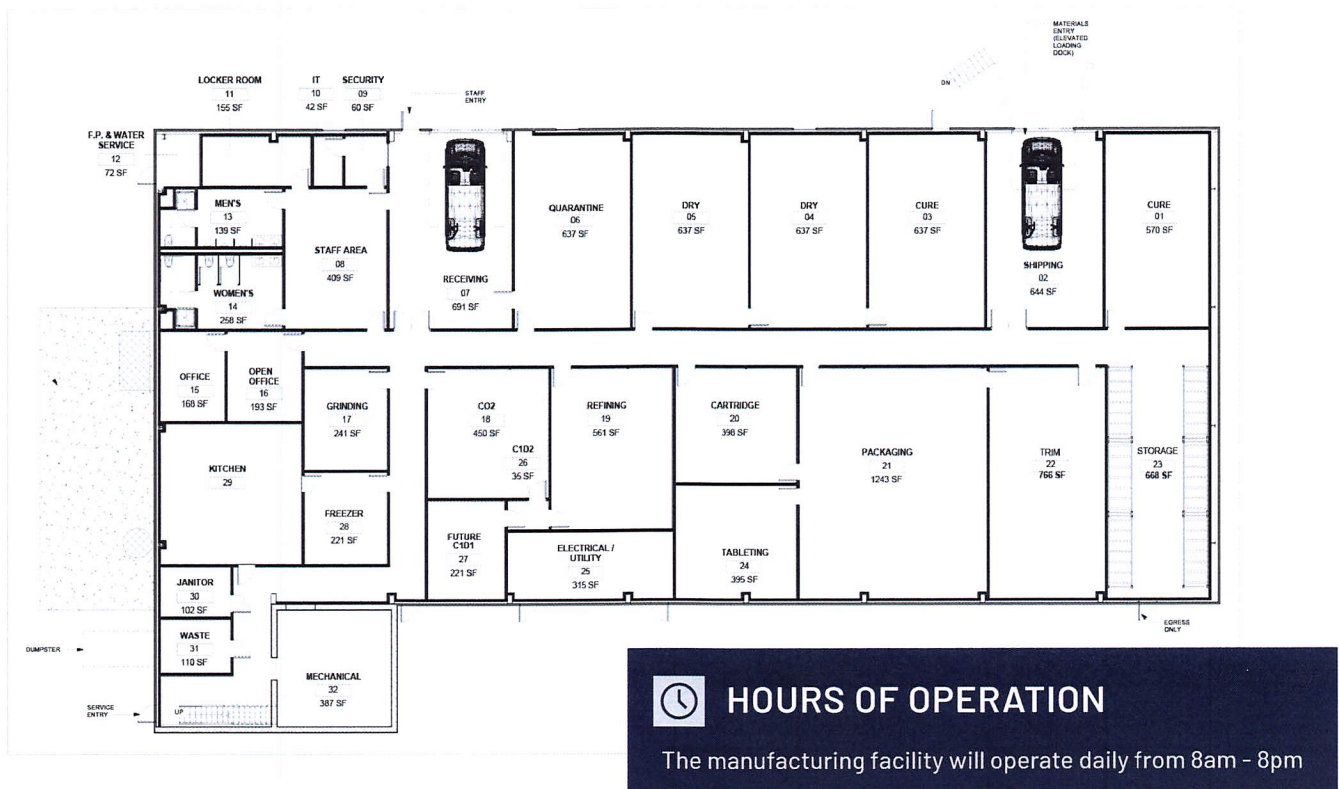 MATERIALS
ENTRY
(ELEVATED
LOADING
DOCK)
DN
LOCKER ROOM
11
155 SF
IT
10
42 SF
SECURITY
09
60 SF
STAFF
ENTRY
F.P. & WATER
SERVICE
12
72 SF
MEN'S
13
139 SF
STAFF AREA
08
409 SF
WOMEN'S
14
258 SF
RECEIVING
07
691 SF
QUARANTINE
06
637 SF
DRY
05
637 SF
DRY
04
637 SF
CURE
03
637 SF
SHIPPING
02
644 SF
CURE
01
570 SF
OFFICE
15
168 SF
OPEN
OFFICE
16
193 SF
GRINDING
17
241 SF
CO2
18
450 SF
C1D2
26
35 SF
REFINING
19
561 SF
CARTRIDGE
20
398 SF
PACKAGING
21
1243 SF
TRIM
22
766 SF
STORAGE
23
668 SF
KITCHEN
29
FREEZER
28
221 SF
FUTURE
C1D1
27
221 SF
ELECTRICAL /
UTILITY
25
315 SF
TABLETING
24
395 SF
JANITOR
30
102 SF
WASTE
31
110 SF
DUMPSTER
MECHANICAL
32
387 SF
SERVICE
ENTRY
UP
EGRESS
ONLY
HOURS OF OPERATION
The manufacturing facility will operate daily from 8am - 8pm